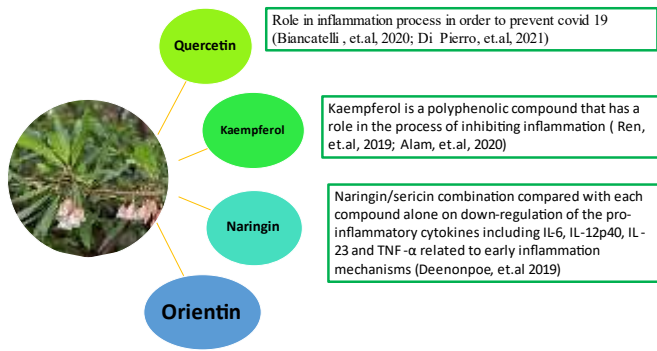 Quercetin
Role in inflammation process in order to prevent covid 19
(Biancatelli , et.al, 2020; Di Pierro, et.al, 2021)
Kaempferol
Kaempferol is a polyphenolic compound that has a
role in the process of inhibiting inflammation ( Ren,
et.al, 2019; Alam, et.al, 2020)
Naringin
Naringin/sericin combination compared with each
compound alone on down-regulation of the pro-
inflammatory cytokines including IL-6, IL-12p40, IL-
23 and TNF-α related to early inflammation
mechanisms (Deenonpoe, et.al 2019)
Orientin